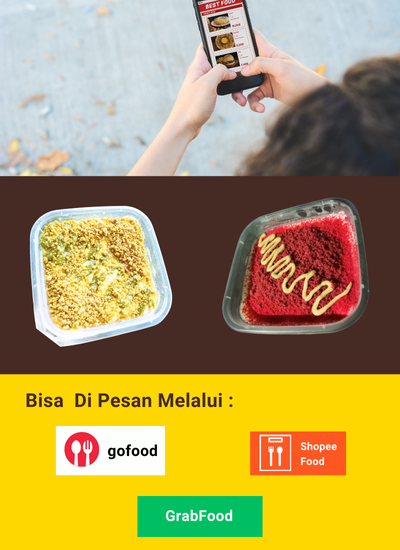 BEST FOOD
Bisa Di Pesan Melalui :
gofood
Shopee
Food
GrabFood